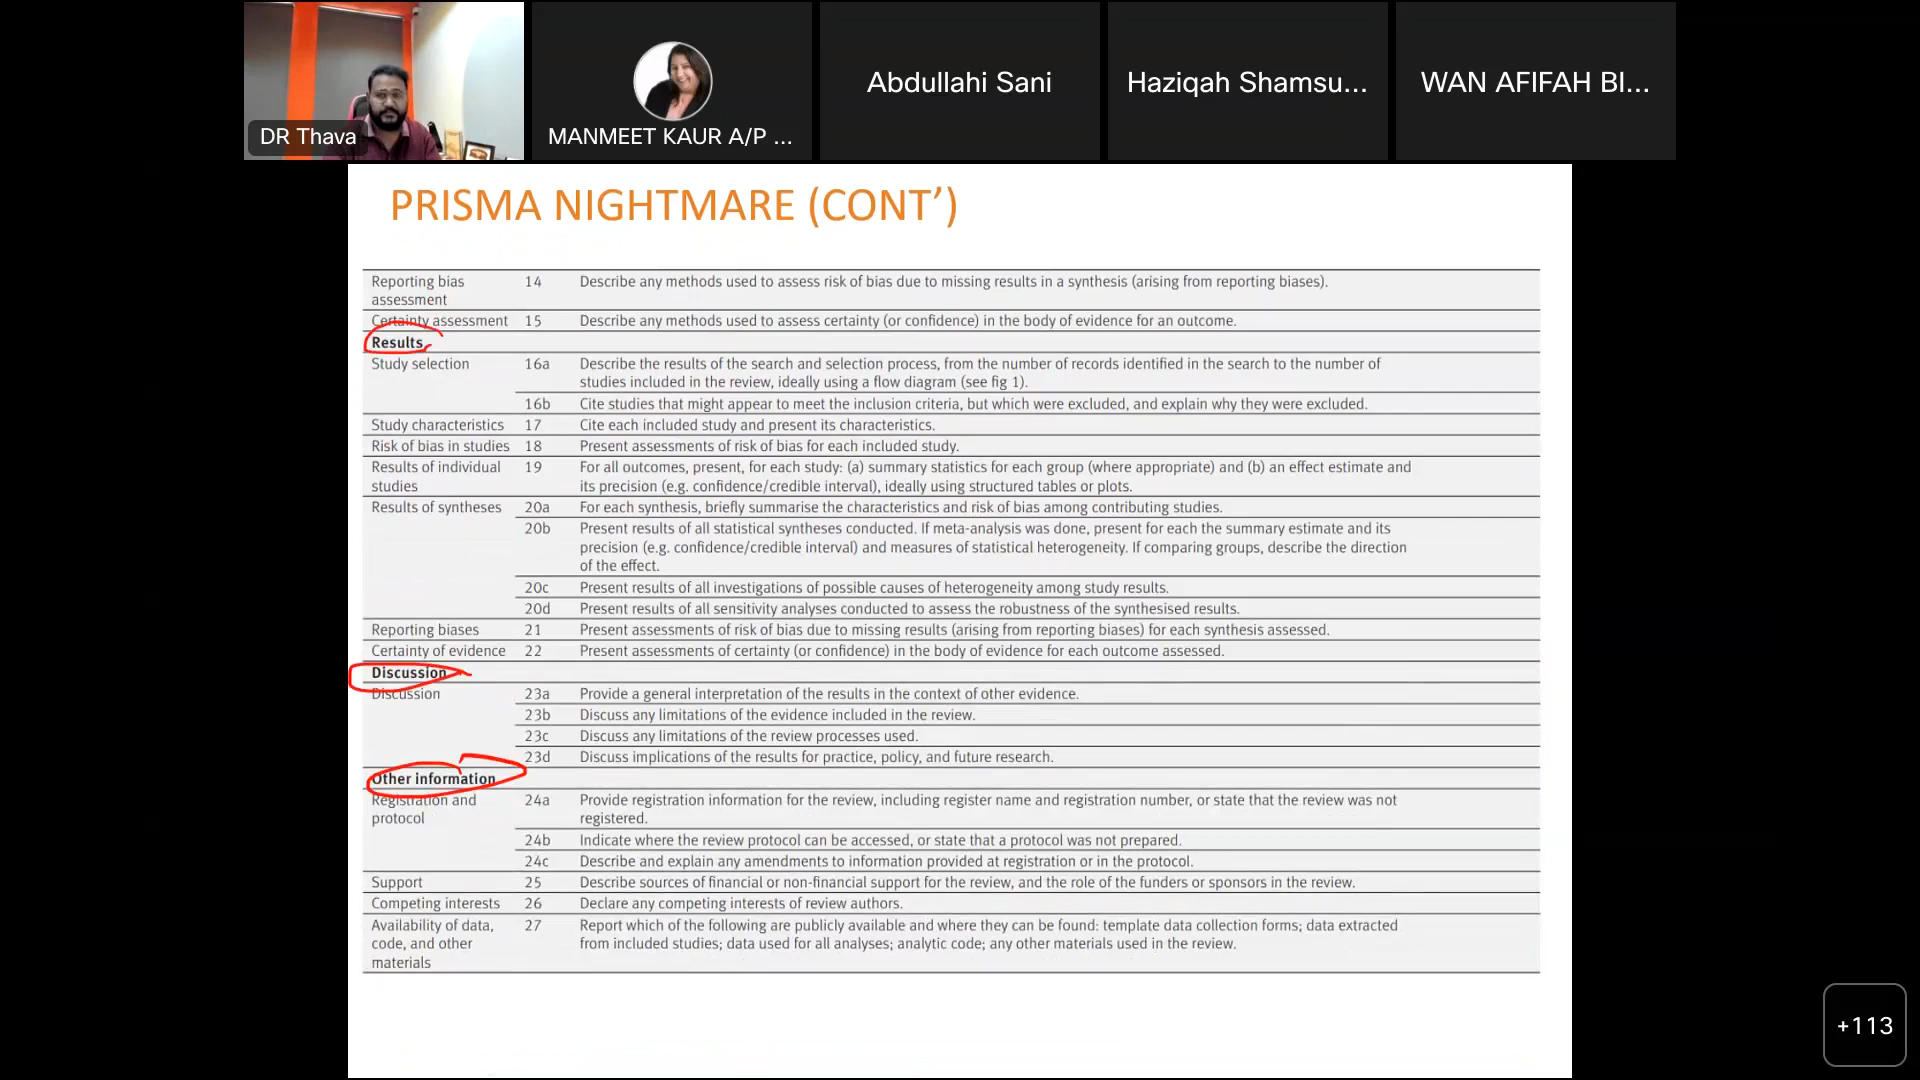 DR Thava
MANMEET KAUR A/P ...
Abdullahi Sani
Haziqah Shamsu...
WAN AFIFAH BI...
PRISMA NIGHTMARE (CONT’)
Reporting bias assessment 14 Describe any methods used to assess risk of bias due to missing results in a synthesis (arising from reporting biases).
Certainty assessment 15 Describe any methods used to assess certainty (or confidence) in the body of evidence for an outcome.
Results
Study selection 16a Describe the results of the search and selection process, from the number of records identified in the search to the number of
studies included in the review, ideally using a flow diagram (see fig 1).
16b Cite studies that might appear to meet the inclusion criteria, but which were excluded, and explain why they were excluded.
Study characteristics 17 Cite each included study and present its characteristics.
Risk of bias in studies 18 Present assessments of risk of bias for each included study.
Results of individual 19 For all outcomes, present, for each study: (a) summary statistics for each group (where appropriate) and (b) an effect estimate and
studies its precision (e.g. confidence/credible interval), ideally using structured tables or plots.
Results of syntheses 20a For each synthesis, briefly summarise the characteristics and risk of bias among contributing studies.
20b Present results of all statistical syntheses conducted. If meta-analysis was done, present for each the summary estimate and its
precision (e.g. confidence/credible interval) and measures of statistical heterogeneity. If comparing groups, describe the direction
of the effect.
20c Present results of all investigations of possible causes of heterogeneity among study results.
20d Present results of all sensitivity analyses conducted to assess the robustness of the synthesised results.
Reporting biases 21 Present assessments of risk of bias due to missing results (arising from reporting biases) for each synthesis assessed.
Certainty of evidence 22 Present assessments of certainty (or confidence) in the body of evidence for each outcome assessed.
Discussion
Discussion 23a Provide a general interpretation of the results in the context of other evidence.
23b Discuss any limitations of the evidence included in the review.
23c Discuss any limitations of the review processes used.
23d Discuss implications of the results for practice, policy, and future research.
Other information
Registration and 24a Provide registration information for the review, including register name and registration number, or state that the review was not
protocol registered.
24b Indicate where the review protocol can be accessed, or state that a protocol was not prepared.
24c Describe and explain any amendments to information provided at registration or in the protocol.
Support 25 Describe sources of financial or non-financial support for the review, and the role of the funders or sponsors in the review.
Competing interests 26 Declare any competing interests of review authors.
Availability of data, 27 Report which of the following are publicly available and where they can be found: template data collection forms; data extracted
code, and other from included studies; data used for all analyses; analytic code; any other materials used in the review.
materials
+113